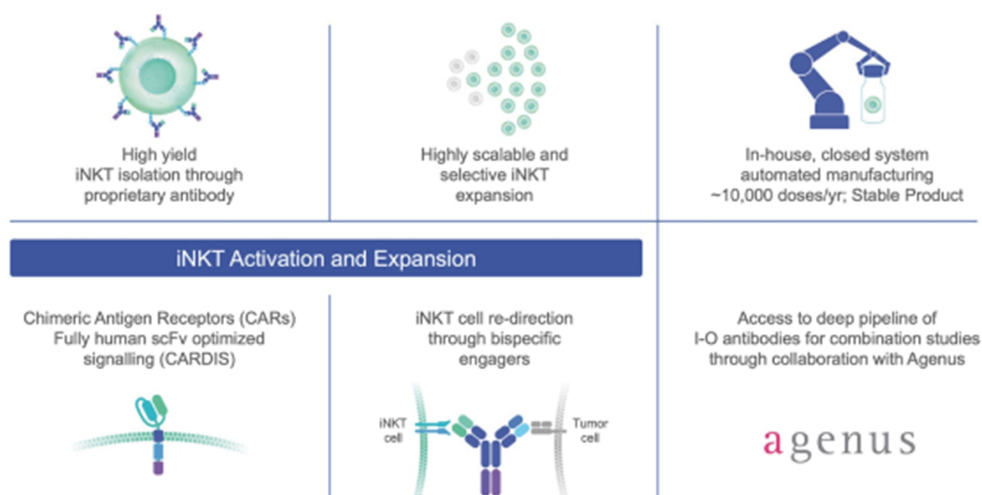 High yield
iNKT isolation through
proprietary antibody
Highly scalable and
selective iNKT
expansion
In-house, closed system
automated manufacturing
~10,000 doses/yr; Stable Product
iNKT Activation and Expansion
Chimeric Antigen Receptors (CARs)
Fully human scFv optimized
signalling (CARDIS)
iNKT cell re-direction
through bispecific
engagers
iNKT
cell
Tumor
cell
Access to deep pipeline of
I-O antibodies for combination studies
through collaboration with Agenus
agenus